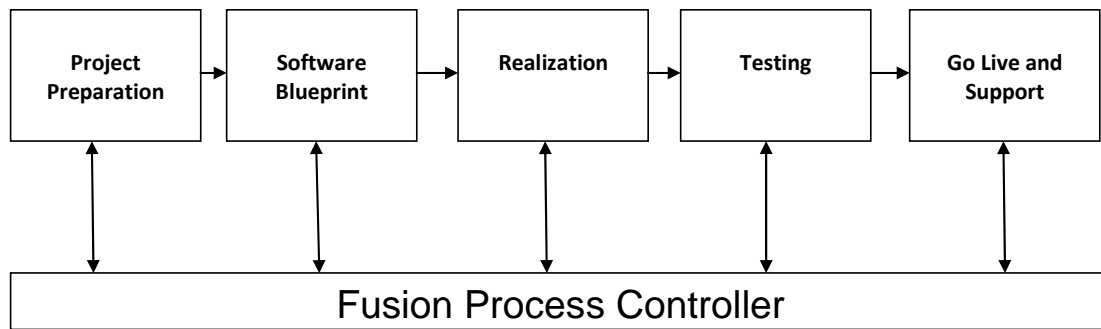 Project
Preparation
Software
Blueprint
Realization
Testing
Go Live and
Support
Fusion Process Controller